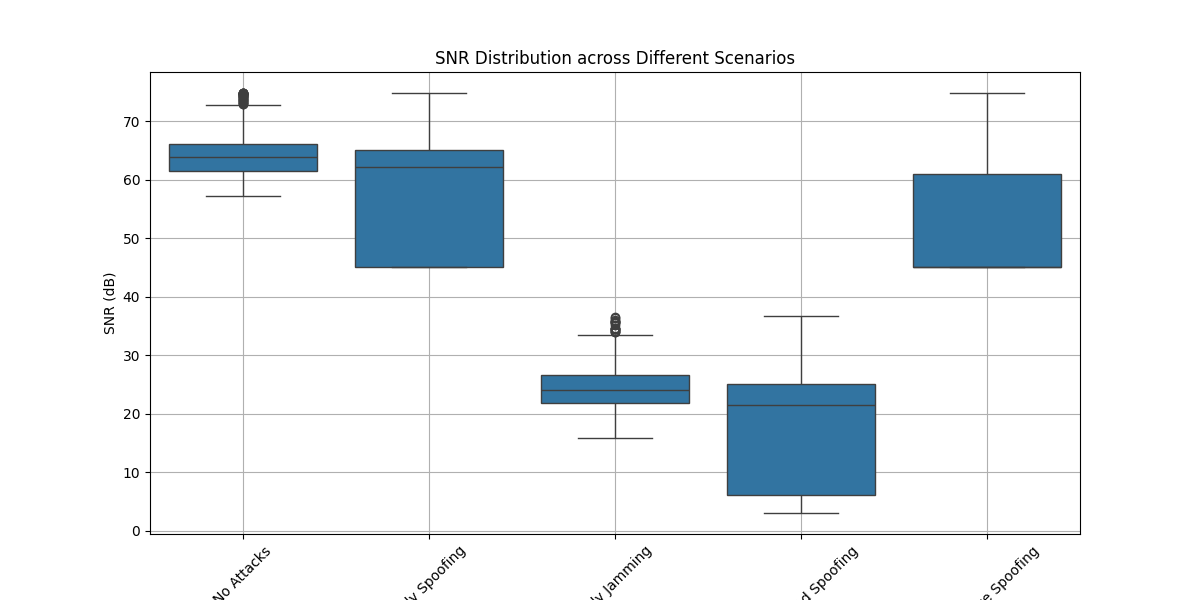 SNR Distribution across Different Scenarios
SNR (dB)
70
60
50
40
30
20
10
0
No Attacks
Spoofing
Jamming
Spoofing
Spoofing